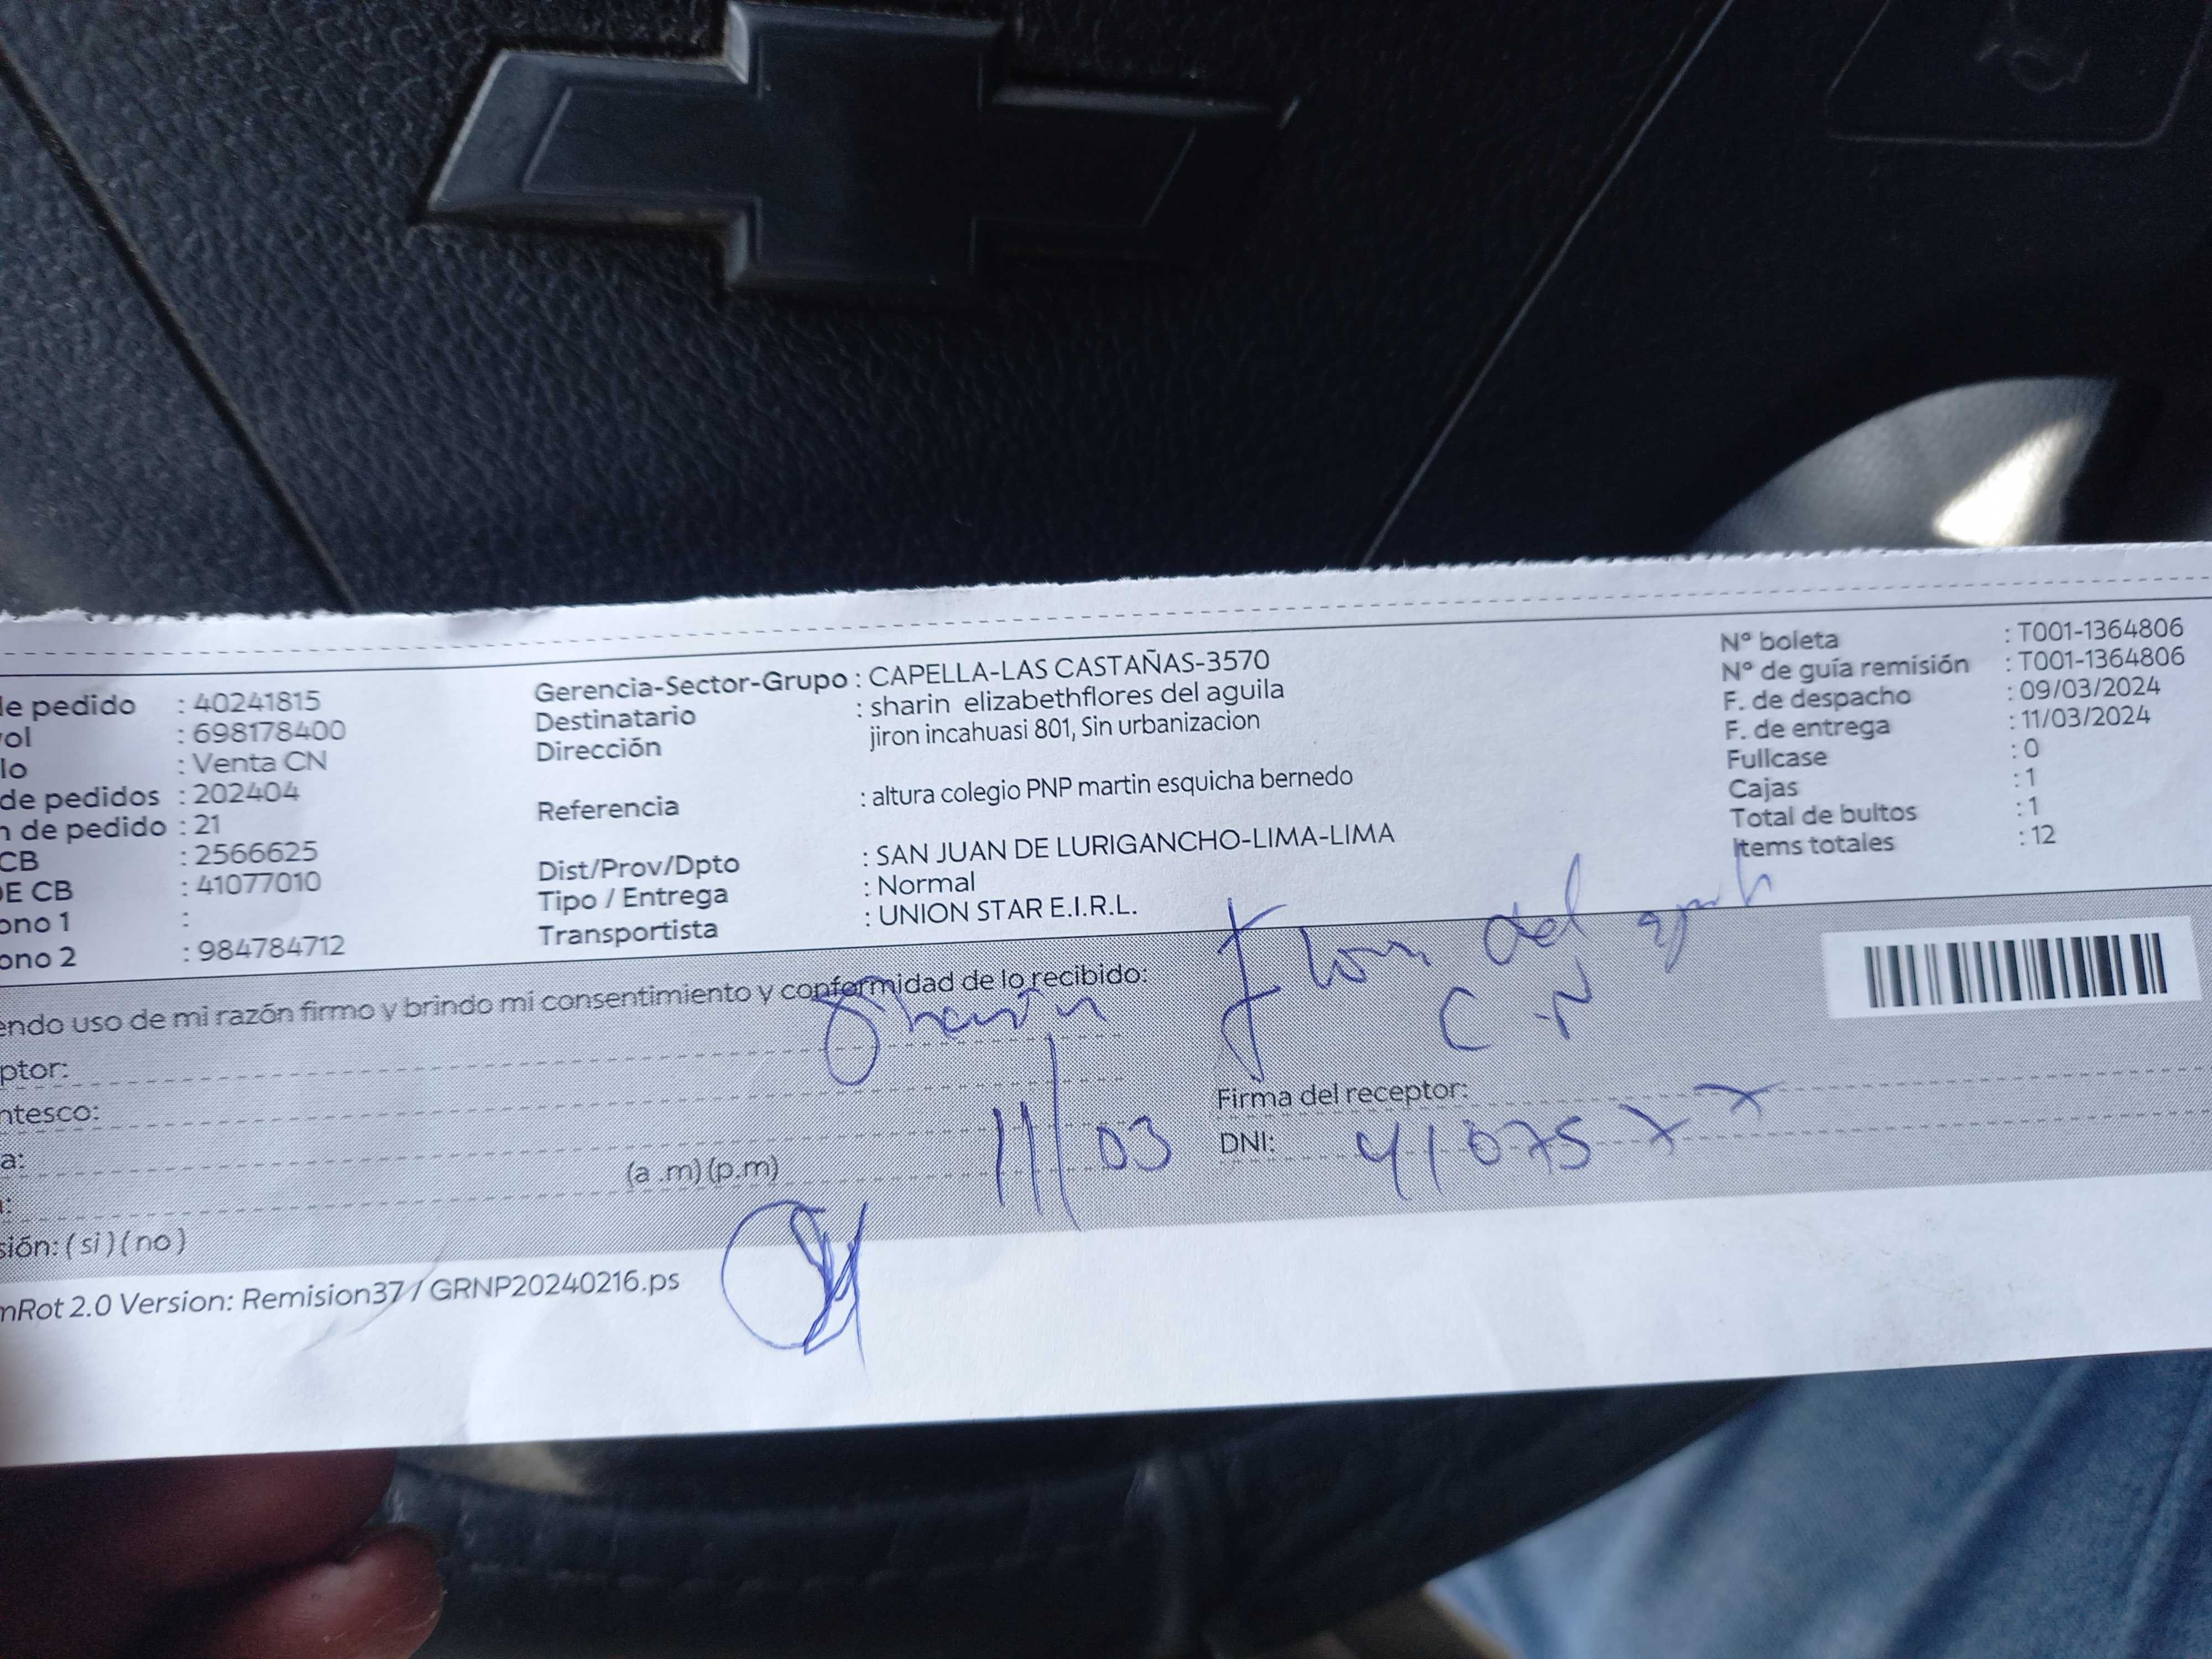 de pedido : 40241815
ol : 698178400
lo : Venta CN
de pedidos : 202404
n de pedido : 21
CB : 2566625
E CB : 41077010
ono 1 :
ono 2 : 984784712
Gerencia-Sector-Grupo : CAPELLA-LAS CASTAÑAS-3570
Destinatario : sharin elizabethflores del aguila
Dirección jiron incahuasi 801, Sin urbanizacion
Referencia : altura colegio PNP martin esquicha bernedo
Dist/Prov/Dpto : SAN JUAN DE LURIGANCHO-LIMA-LIMA
Tipo / Entrega : Normal
Transportista : UNION STAR E.I.R.L.
Nº boleta : T001-1364806
Nº de guía remisión : T001-1364806
F. de despacho : 09/03/2024
F. de entrega : 11/03/2024
Fullcase : 0
Cajas : 1
Total de bultos : 1
Items totales : 12
endo uso de mi razón firmo y brindo mi consentimiento y conformidad de lo recibido:
Sharin Flores del
C N
ptor:
ntesco:
Firma del receptor:
a: (a .m) (p.m)
11/03
DNI: 41075
sión: ( si ) ( no )
mRot 2.0 Version: Remision37 / GRNP20240216.ps